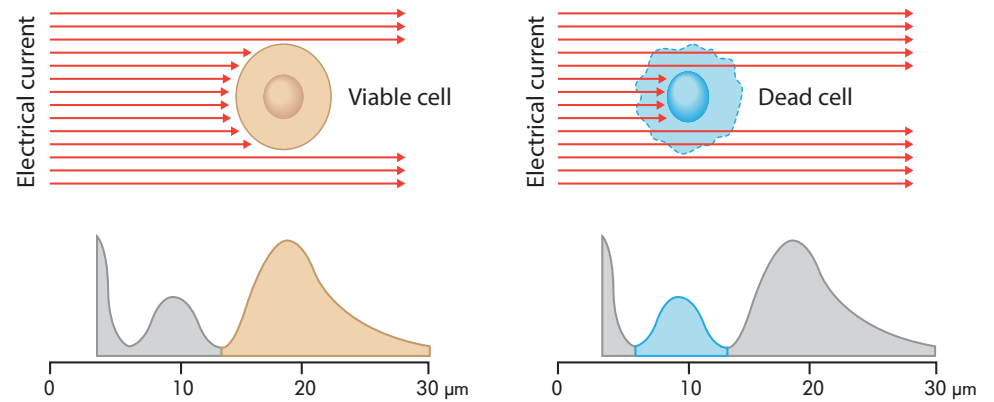 Electrical current
Viable cell
0 10 20 30 µm
Electrical current
Dead cell
0 10 20 30 µm